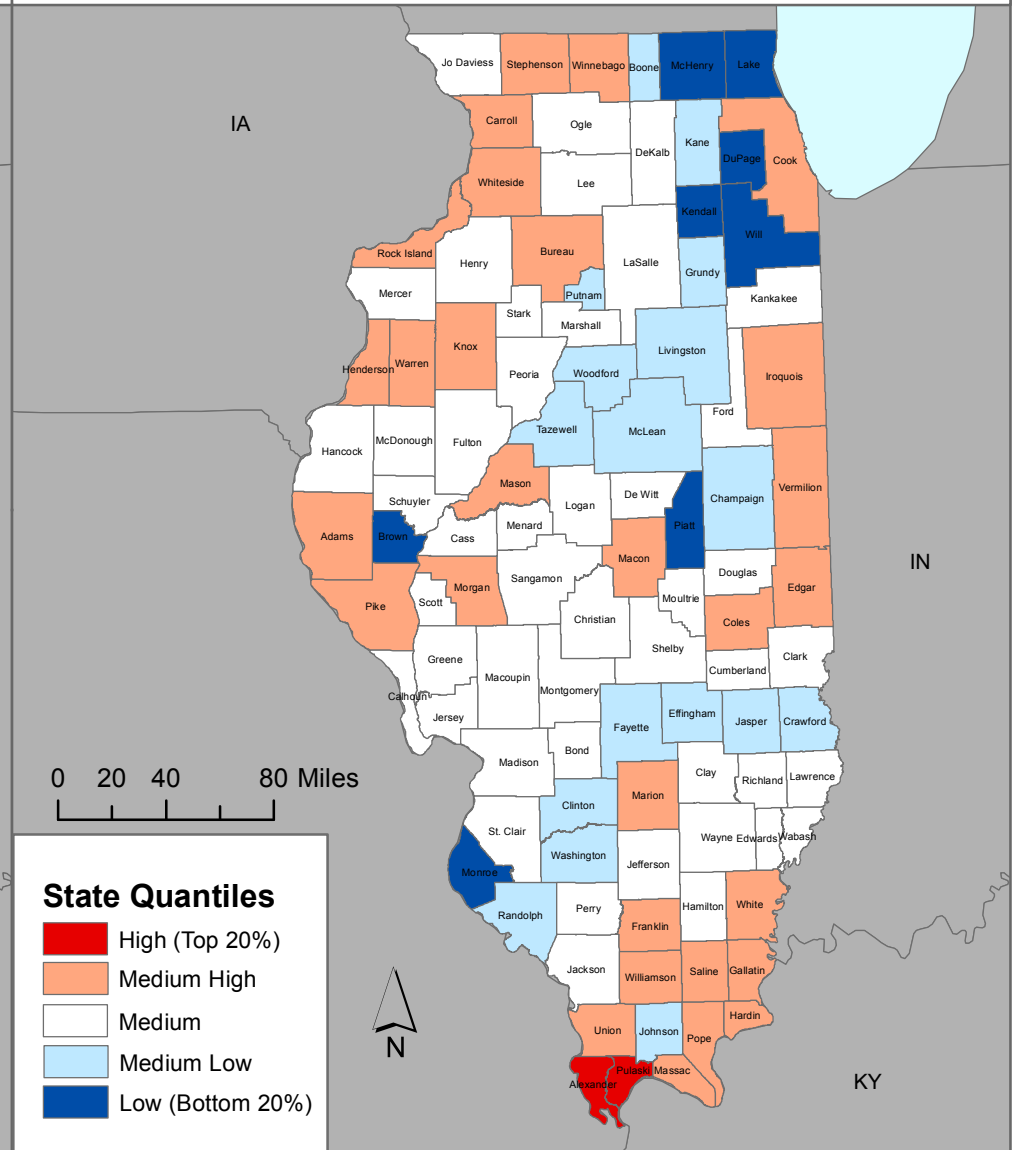 Jo Daviess
Stephenson
Winnebago
Boone
McHenry
Lake
IA
Carroll
Ogle
DeKalb
Kane
DuPage
Cook
Whiteside
Lee
Kendall
Will
Rock Island
Henry
Bureau
LaSalle
Grundy
Mercer
Putnam
Kankakee
Stark
Marshall
Henderson
Warren
Knox
Peoria
Woodford
Livingston
Iroquois
Ford
Hancock
McDonough
Fulton
Tazewell
McLean
Mason
Schuyler
Logan
De Witt
Champaign
Vermilion
Adams
Brown
Cass
Menard
Piatt
Macon
IN
Pike
Scott
Morgan
Sangamon
Douglas
Edgar
Moultrie
Christian
Coles
Shelby
Greene
Macoupin
Montgomery
Cumberland
Clark
Calhoun
Jersey
Fayette
Effingham
Jasper
Crawford
Madison
Bond
Clay
Richland
Lawrence
0 20 40 80 Miles
Clinton
Marion
St. Clair
Wayne
Edwards
Wabash
Washington
Jefferson
Monroe
Randolph
Perry
Hamilton
White
Franklin
Jackson
Williamson
Saline
Gallatin
Union
Johnson
Pope
Hardin
Alexander
Pulaski
Massac
KY
N
State Quantiles
High (Top 20%)
Medium High
Medium
Medium Low
Low (Bottom 20%)